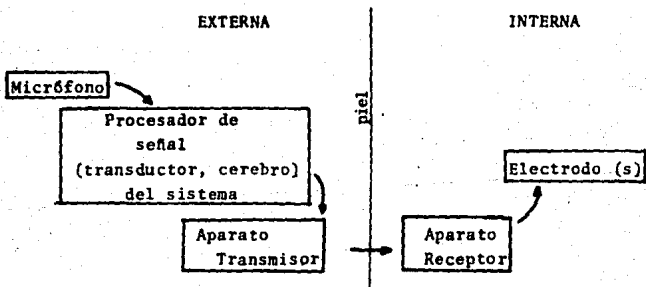 EXTERNA
INTERNA
Micrófono
Procesador de
señal
(transductor, cerebro)
del sistema
piel
Electrodo (s)
Aparato
Transmisor
Aparato
Receptor